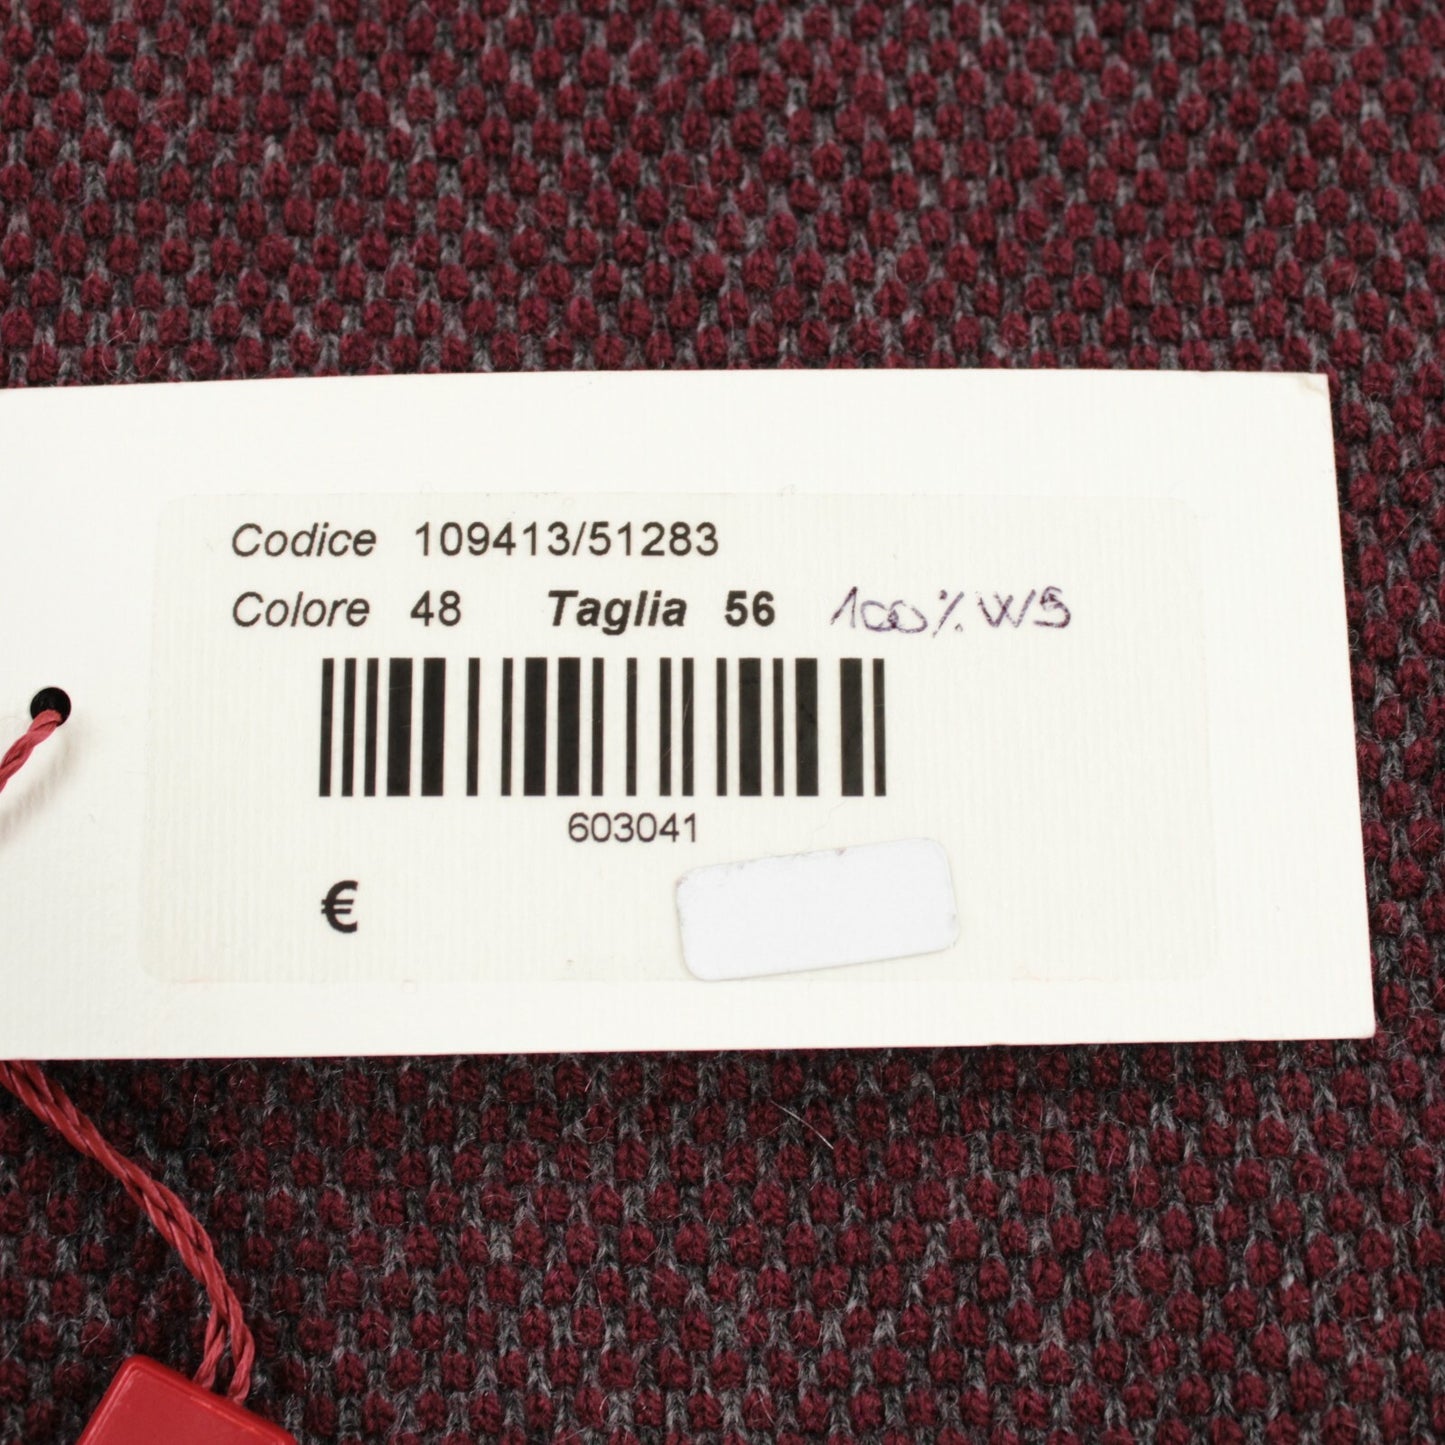 Codice 109413/51283
Colore 48 Taglia 56 100% WS
603041
€